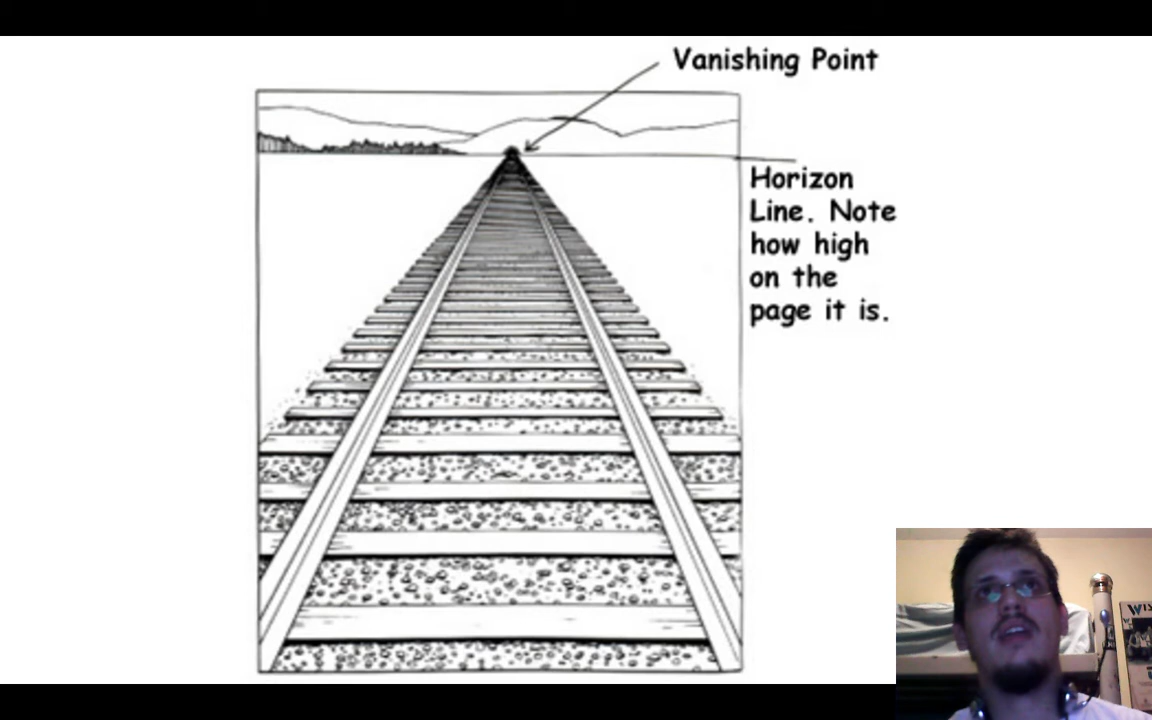 Vanishing Point
Horizon
Line. Note
how high
on the
page it is.